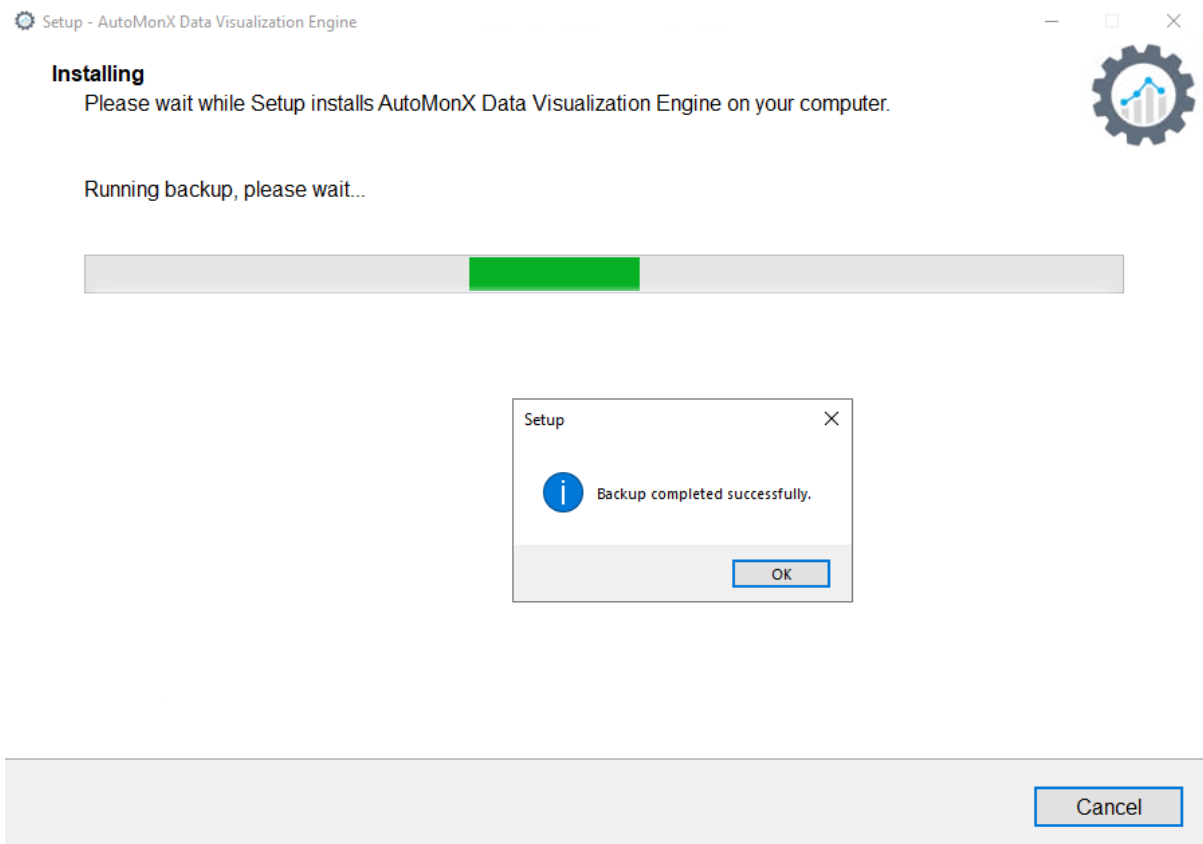 Setup - AutoMonX Data Visualization Engine
Installing
Please wait while Setup installs AutoMonX Data Visualization Engine on your computer.
Running backup, please wait...
Setup
Backup completed successfully.
OK
Cancel